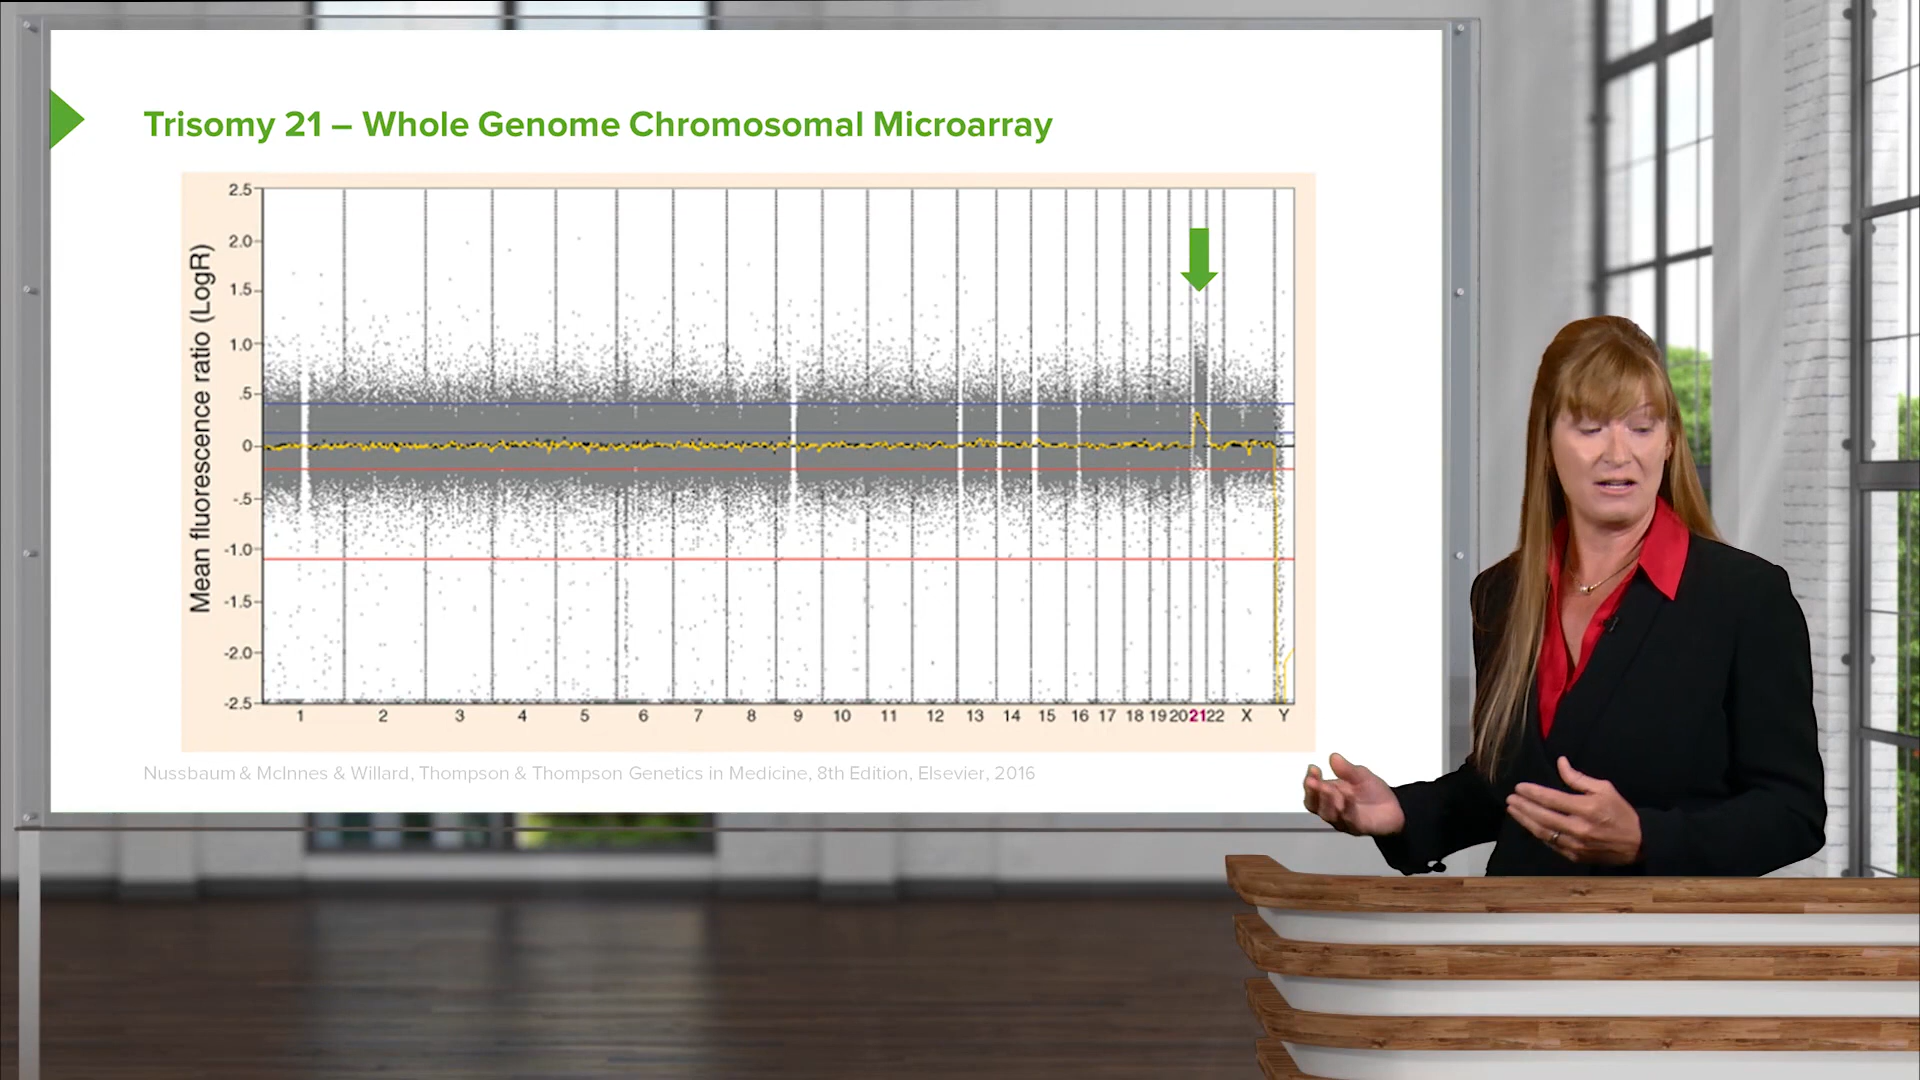 Trisomy 21 – Whole Genome Chromosomal Microarray
Mean fluorescence ratio (LogR)
2.5
2.0
1.5
1.0
.5
0
-.5
-1.0
-1.5
-2.0
-2.5
1 2 3 4 5 6 7 8 9 10 11 12 13 14 15 16 17 18 19 20 21 22 X Y
Nussbaum & McInnes & Willard, Thompson & Thompson Genetics in Medicine, 8th Edition, Elsevier, 2016